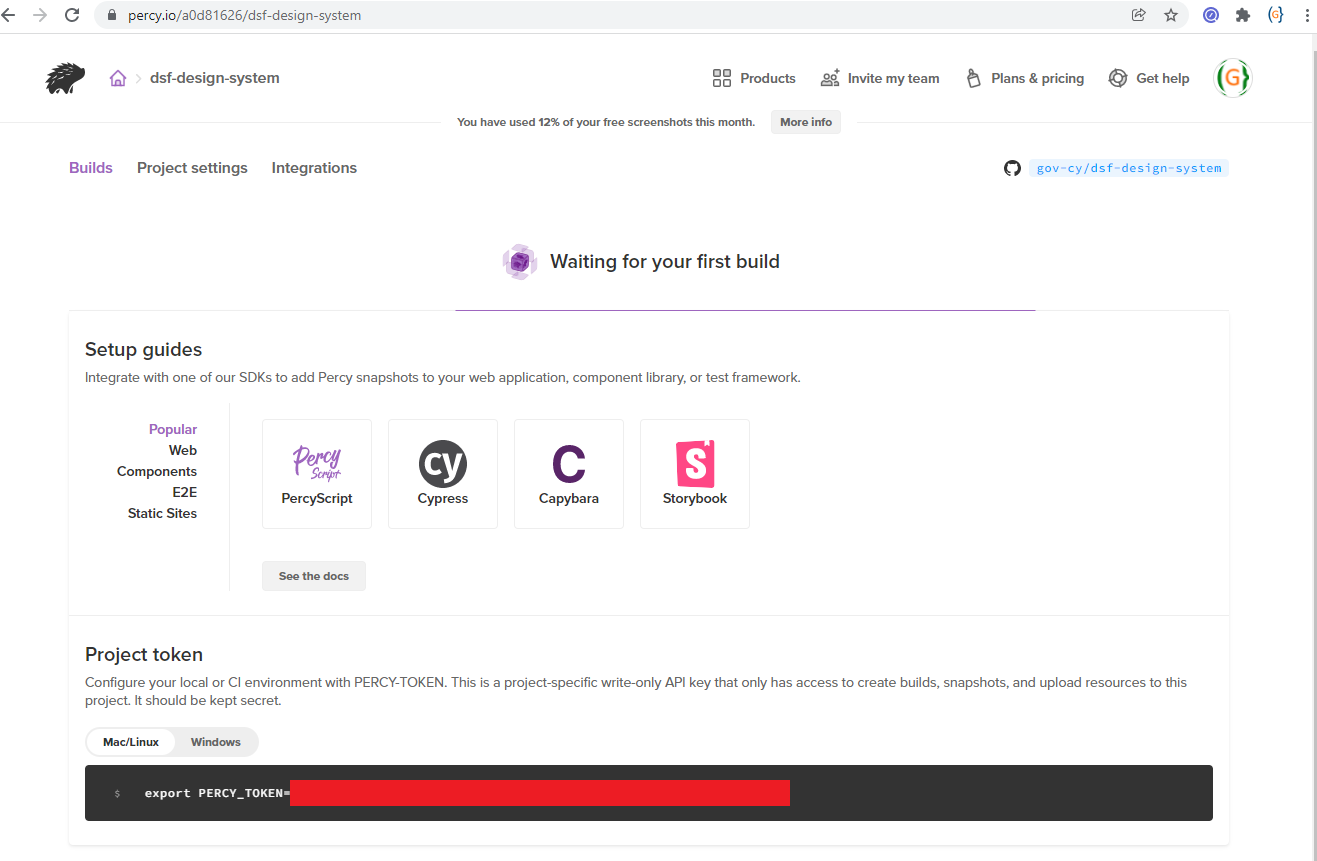 percy.io/a0d81626/dsf-design-system
dsf-design-system
Products
Invite my team
Plans & pricing
Get help
{G}
You have used 12% of your free screenshots this month.
More info
Builds
Project settings
Integrations
gov-cy/dsf-design-system
Waiting for your first build
Setup guides
Integrate with one of our SDKs to add Percy snapshots to your web application, component library, or test framework.
Popular
Web
Components
E2E
Static Sites
Percy
Script
PercyScript
cy
Cypress
C
Capybara
S
Storybook
See the docs
Project token
Configure your local or CI environment with PERCY-TOKEN. This is a project-specific write-only API key that only has access to create builds, snapshots, and upload resources to this
project. It should be kept secret.
Mac/Linux
Windows
$ export PERCY_TOKEN=